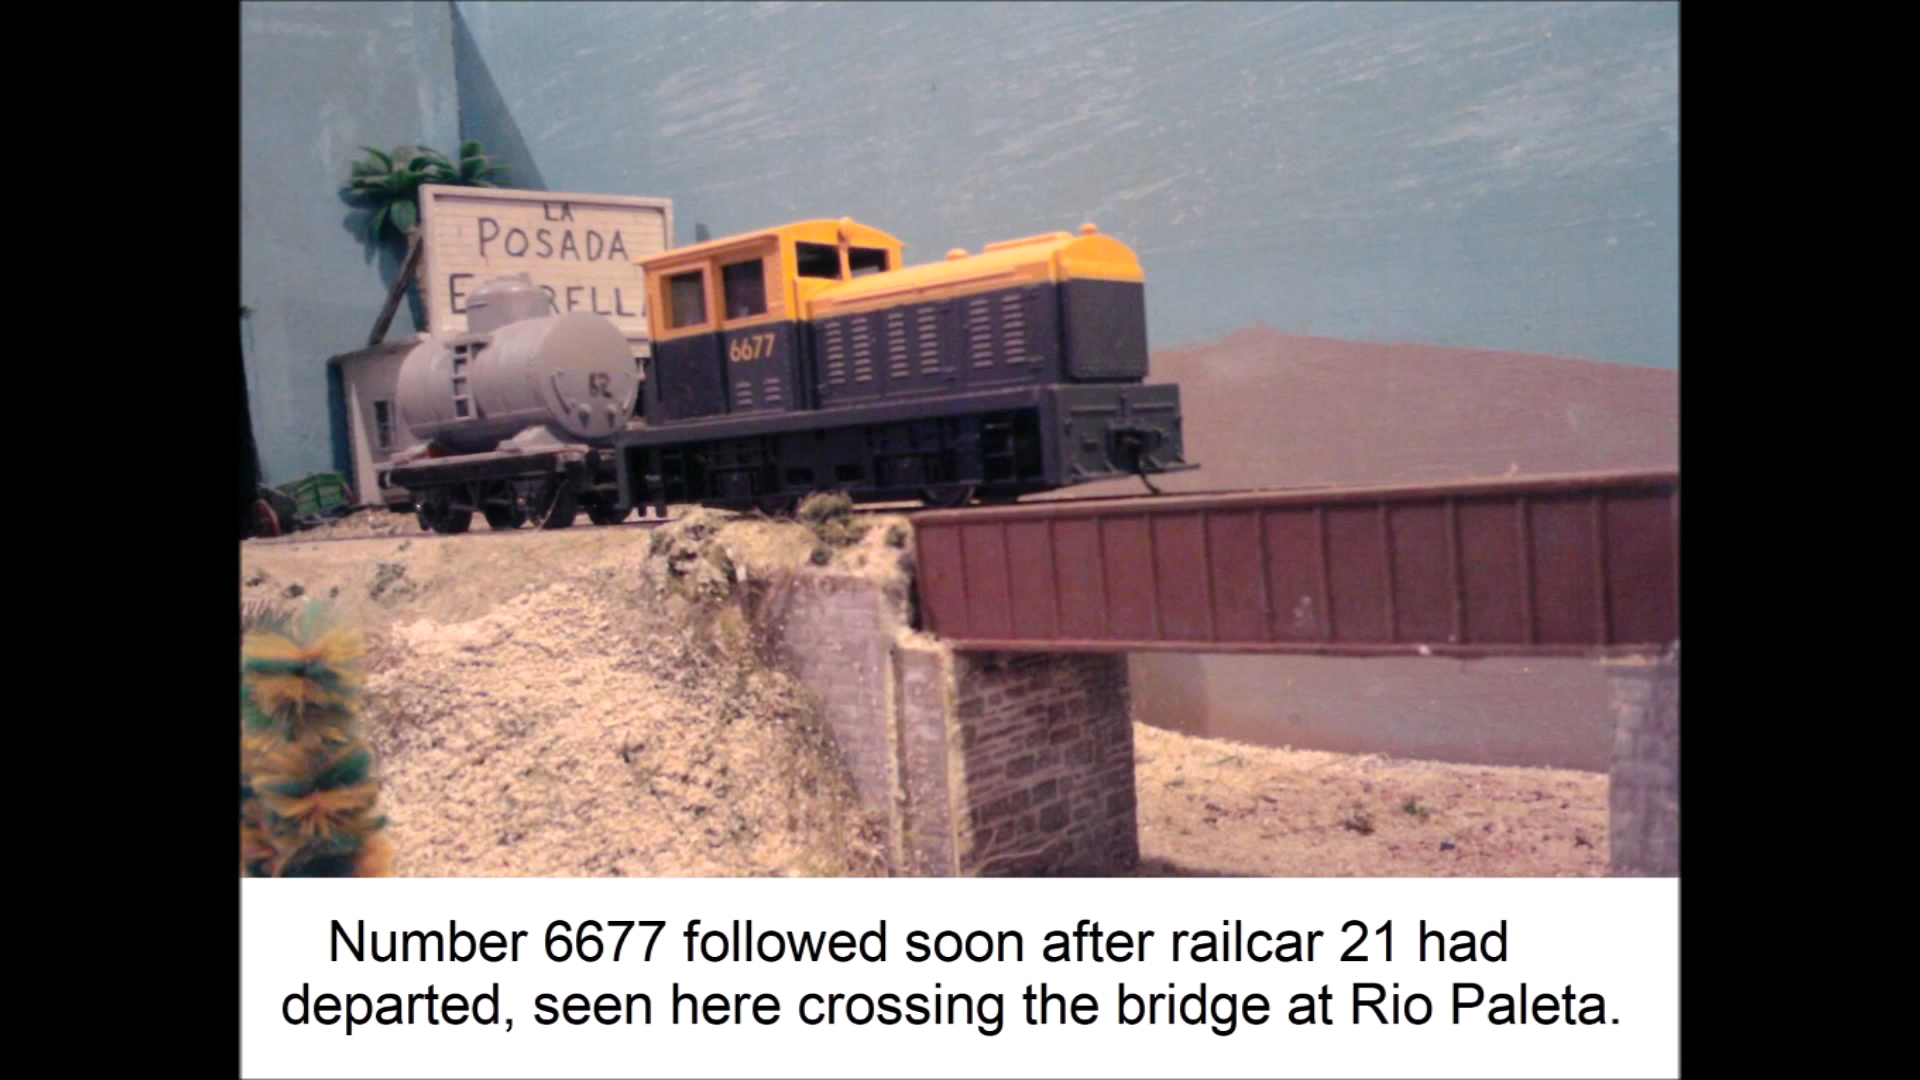 LA
POSADA
6677
62
Number 6677 followed soon after railcar 21 had
departed, seen here crossing the bridge at Rio Paleta.